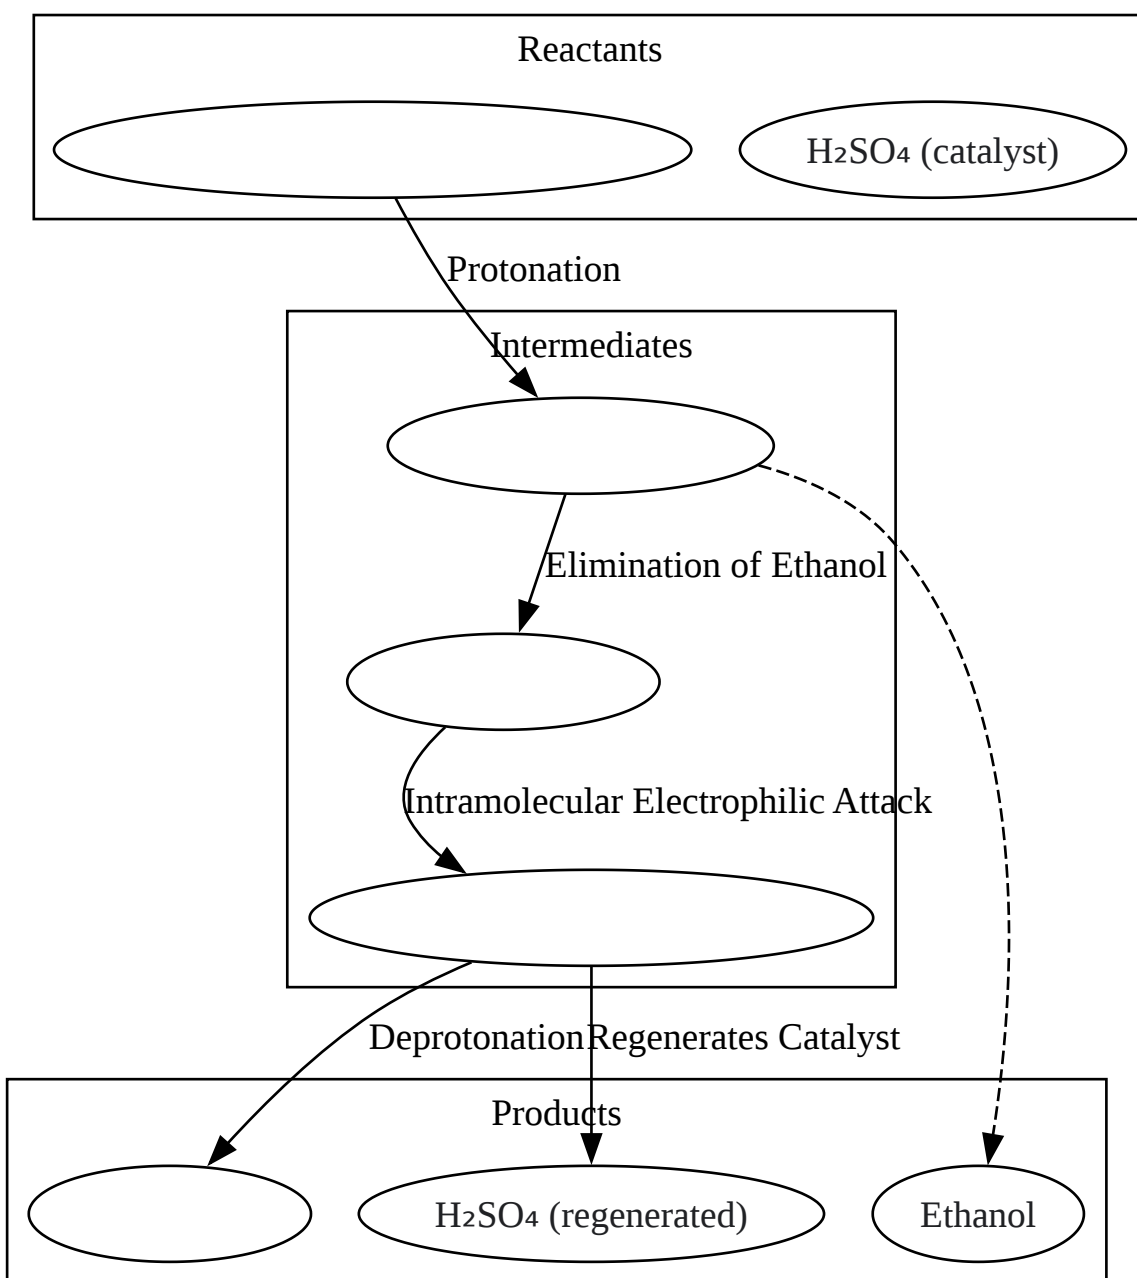 Reactants
H₂SO₄ (catalyst)
Protonation
Intermediates
Elimination of Ethanol
Intramolecular Electrophilic Attack
Deprotonation
Regenerates Catalyst
Products
H₂SO₄ (regenerated)
Ethanol